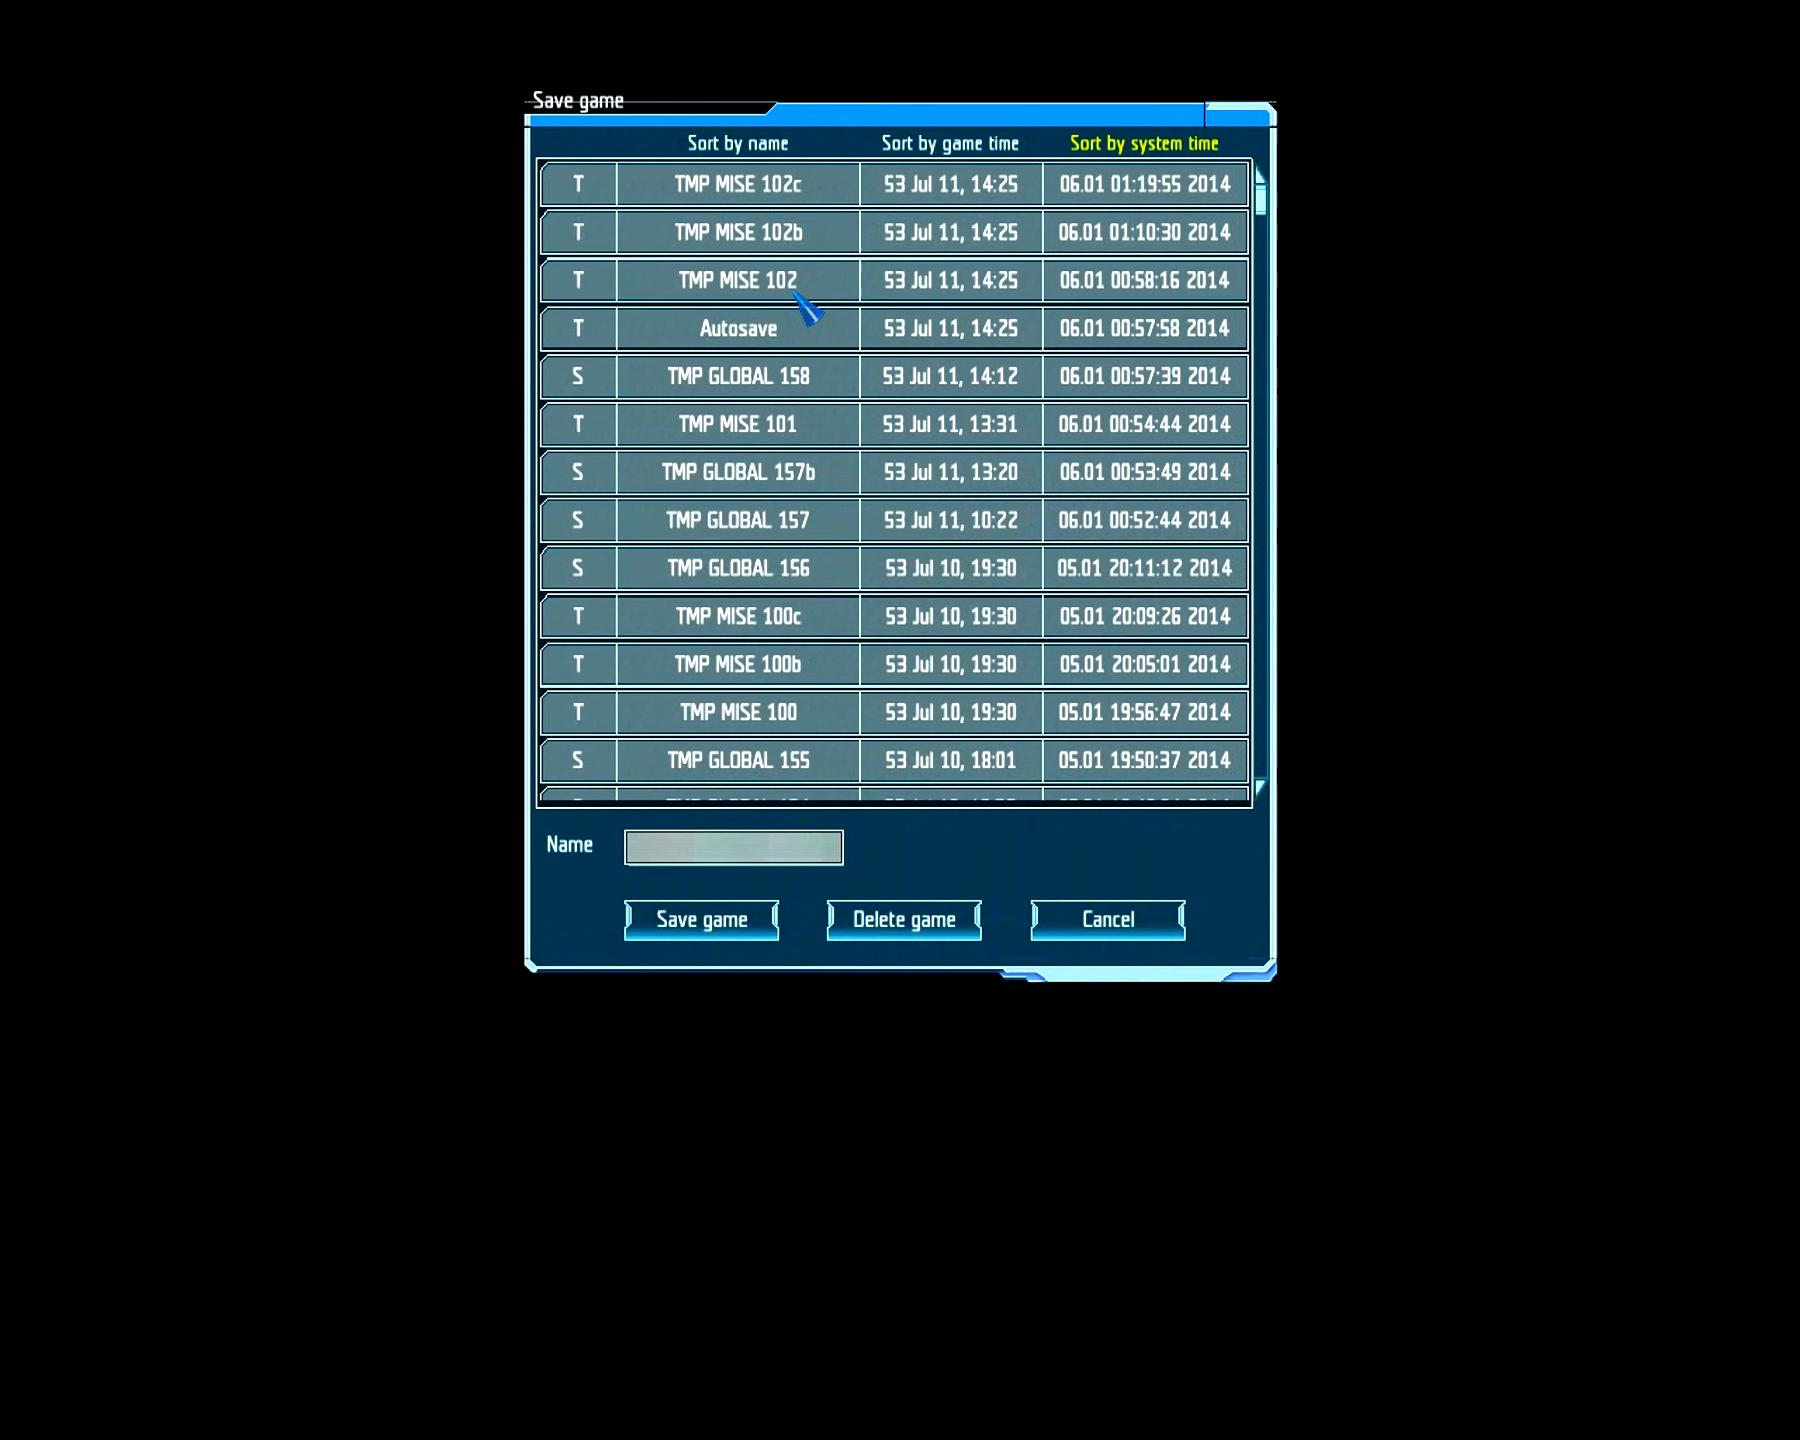 Save game
Sort by name Sort by game time Sort by system time
T TMP MISE 102c 53 Jul 11, 14:25 06.01 01:19:55 2014
T TMP MISE 102b 53 Jul 11, 14:25 06.01 01:10:30 2014
T TMP MISE 102 53 Jul 11, 14:25 06.01 00:58:16 2014
T Autosave 53 Jul 11, 14:25 06.01 00:57:58 2014
S TMP GLOBAL 158 53 Jul 11, 14:12 06.01 00:57:39 2014
T TMP MISE 101 53 Jul 11, 13:31 06.01 00:54:44 2014
S TMP GLOBAL 157b 53 Jul 11, 13:20 06.01 00:53:49 2014
S TMP GLOBAL 157 53 Jul 11, 10:22 06.01 00:52:44 2014
S TMP GLOBAL 156 53 Jul 10, 19:30 05.01 20:11:12 2014
T TMP MISE 100c 53 Jul 10, 19:30 05.01 20:09:26 2014
T TMP MISE 100b 53 Jul 10, 19:30 05.01 20:05:01 2014
T TMP MISE 100 53 Jul 10, 19:30 05.01 19:56:47 2014
S TMP GLOBAL 155 53 Jul 10, 18:01 05.01 19:50:37 2014
Name
Save game Delete game Cancel